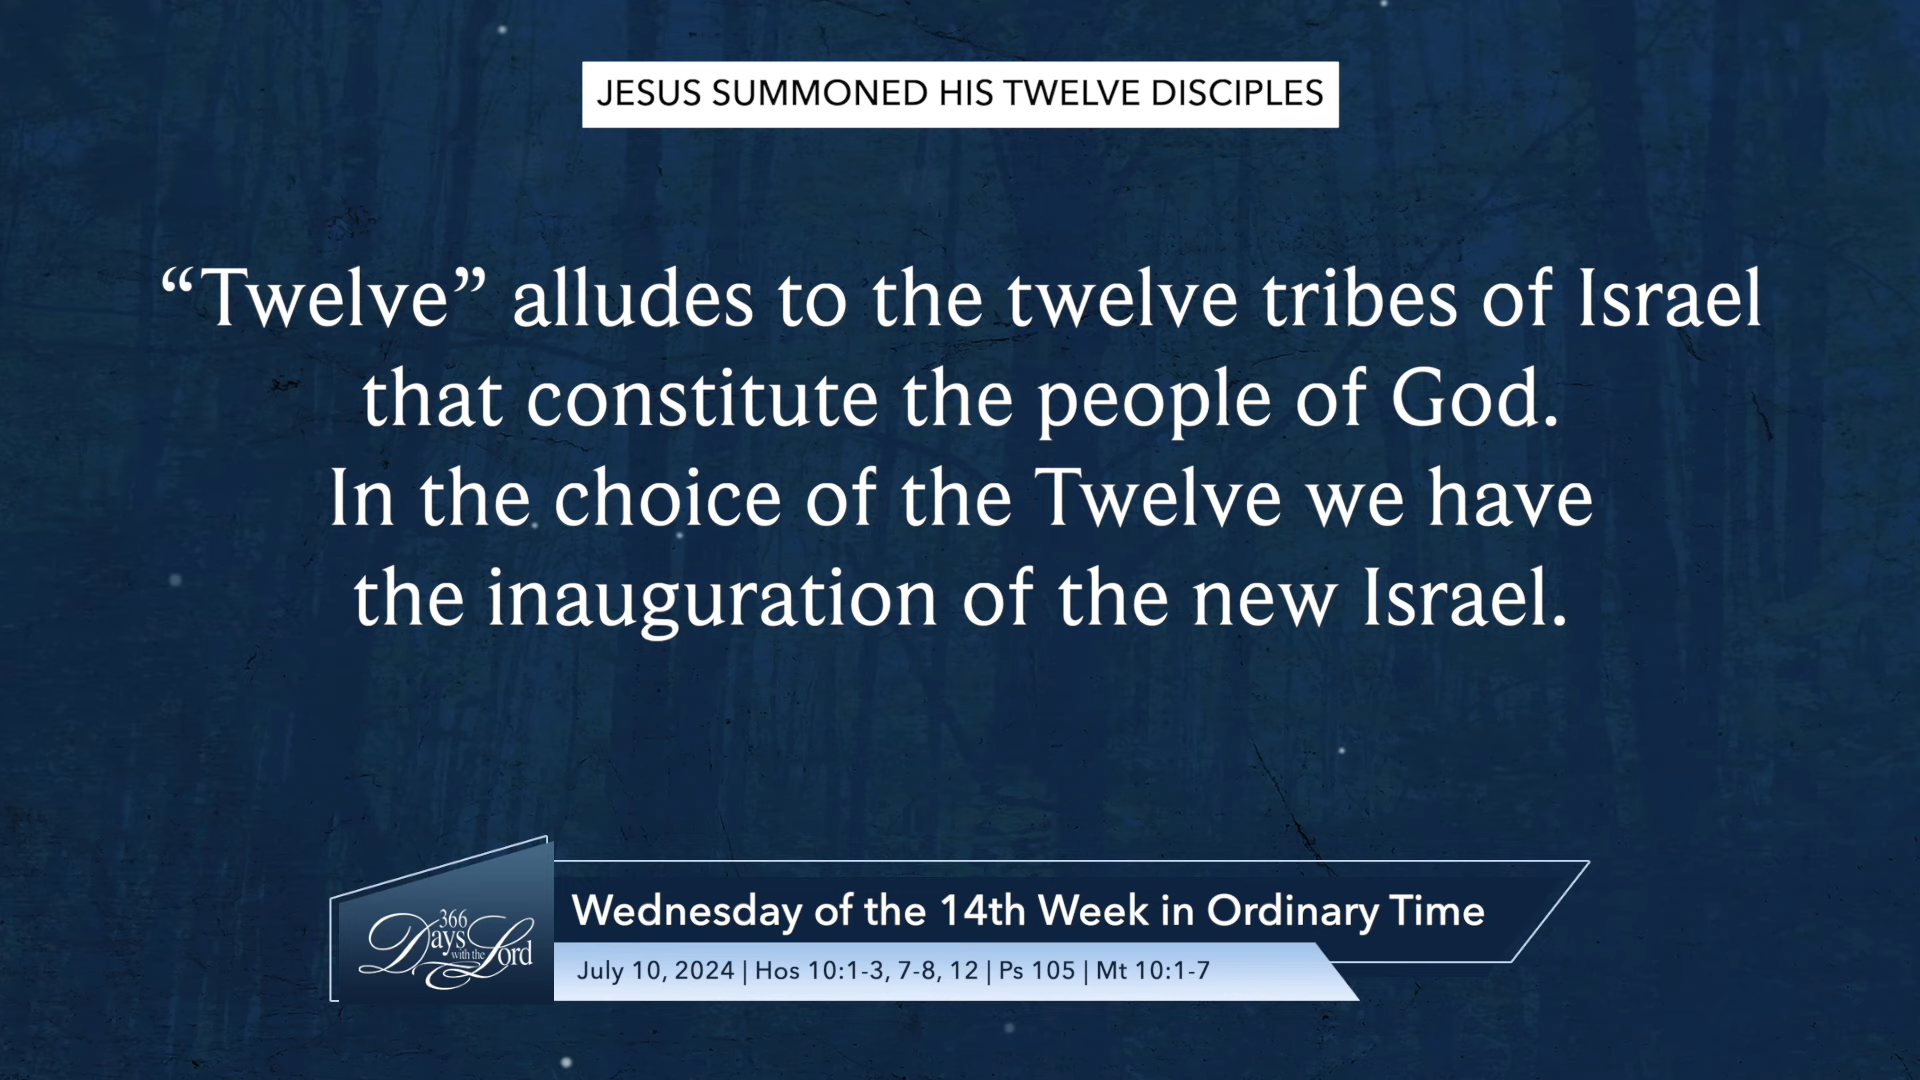 JESUS SUMMONED HIS TWELVE DISCIPLES
“Twelve” alludes to the twelve tribes of Israel
that constitute the people of God.
In the choice of the Twelve we have
the inauguration of the new Israel.
366
Days with the Lord
Wednesday of the 14th Week in Ordinary Time
July 10, 2024 | Hos 10:1-3, 7-8, 12 | Ps 105 | Mt 10:1-7